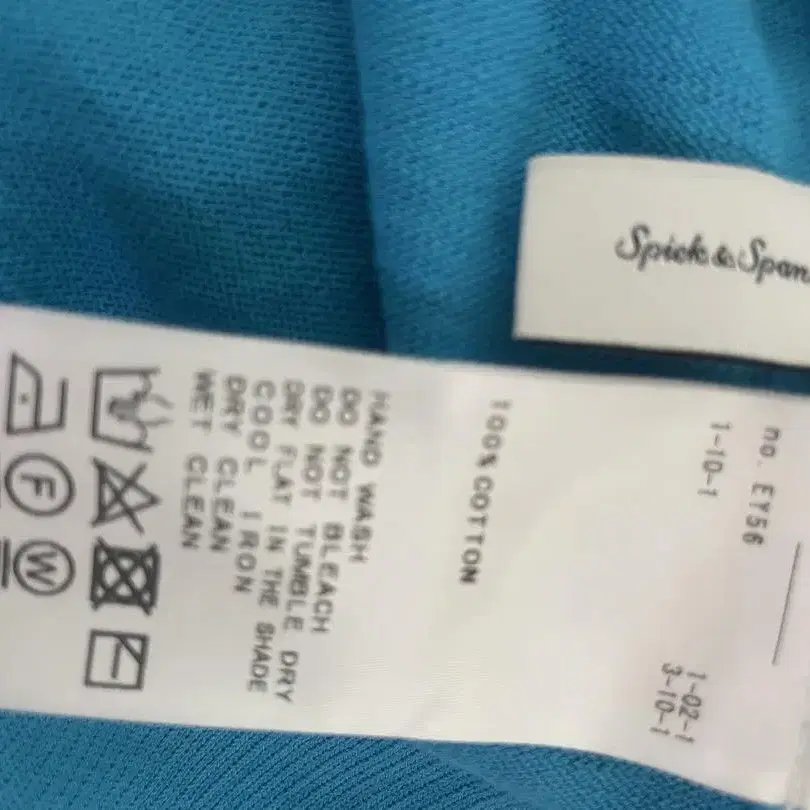 Spick & Span
no. EY56
1-10-1
1-02-1
3-10-1
100% COTTON
HAND WASH
DO NOT BLEACH
DO NOT TUMBLE DRY
DRY FLAT IN THE SHADE
COOL IRON
DRY CLEAN
WET CLEAN
F
W